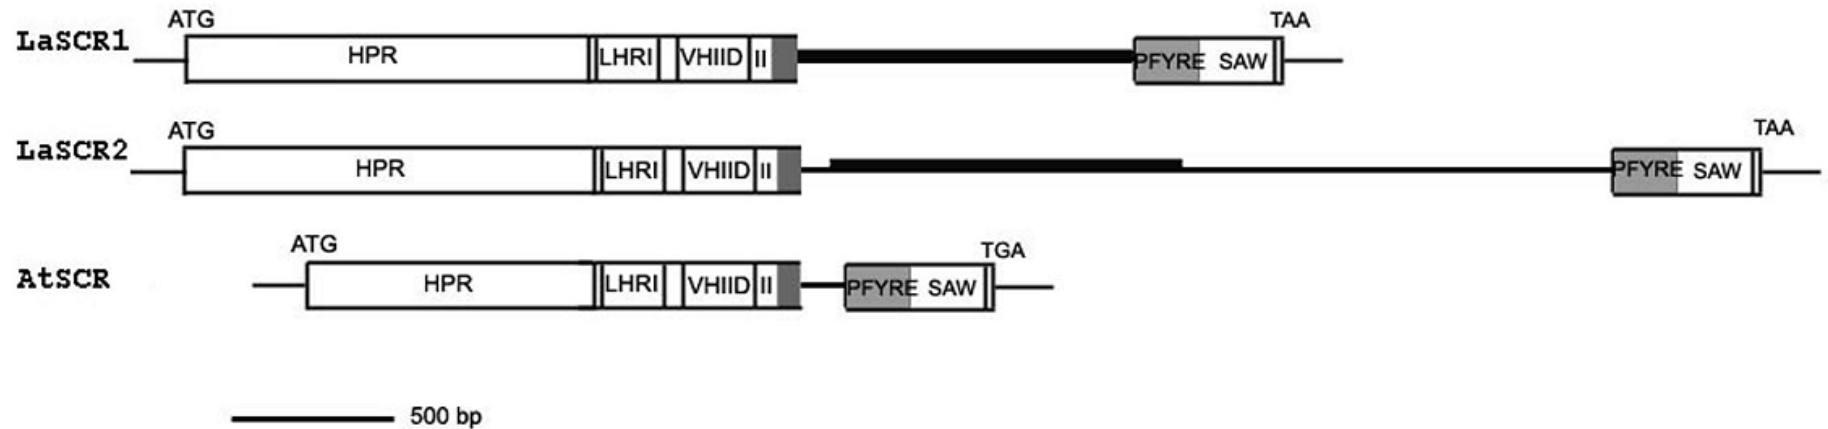 ATG TAA
LaSCR1 HPR LHRI VHIID II PFYRE SAW
ATG TAA
LaSCR2 HPR LHRI VHIID II PFYRE SAW
ATG TGA
AtSCR HPR LHRI VHIID II PFYRE SAW
500 bp